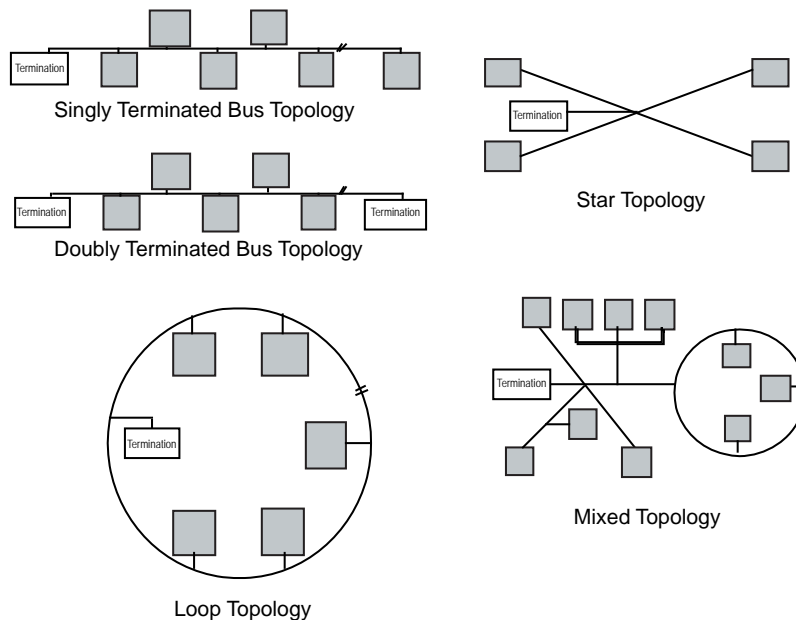 Termination
Singly Terminated Bus Topology
Termination
Termination
Doubly Terminated Bus Topology
Termination
Star Topology
Termination
Loop Topology
Termination
Mixed Topology